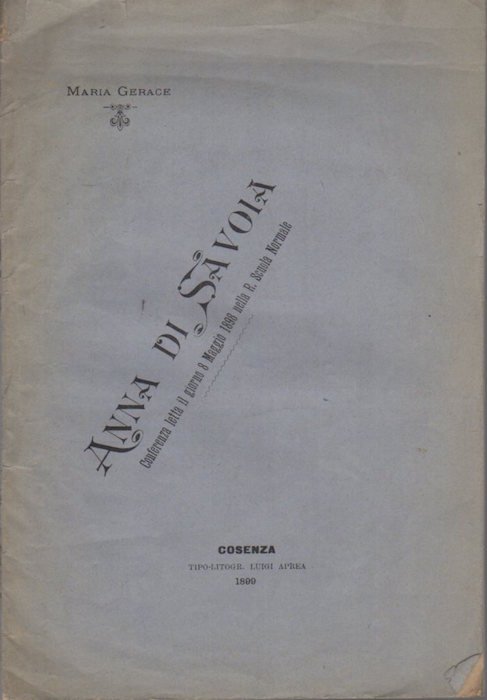 MARIA GERACE
ANNA DI SAVOIA
Conferenza letta il giorno 8 Maggio 1898 nella R. Scuola Normale
COSENZA
TIPO-LITOGR. LUIGI APREA
1899